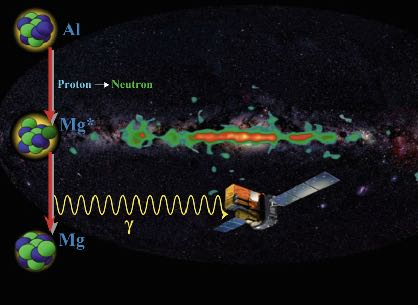 Al
Proton → Neutron
Mg*
γ
Mg